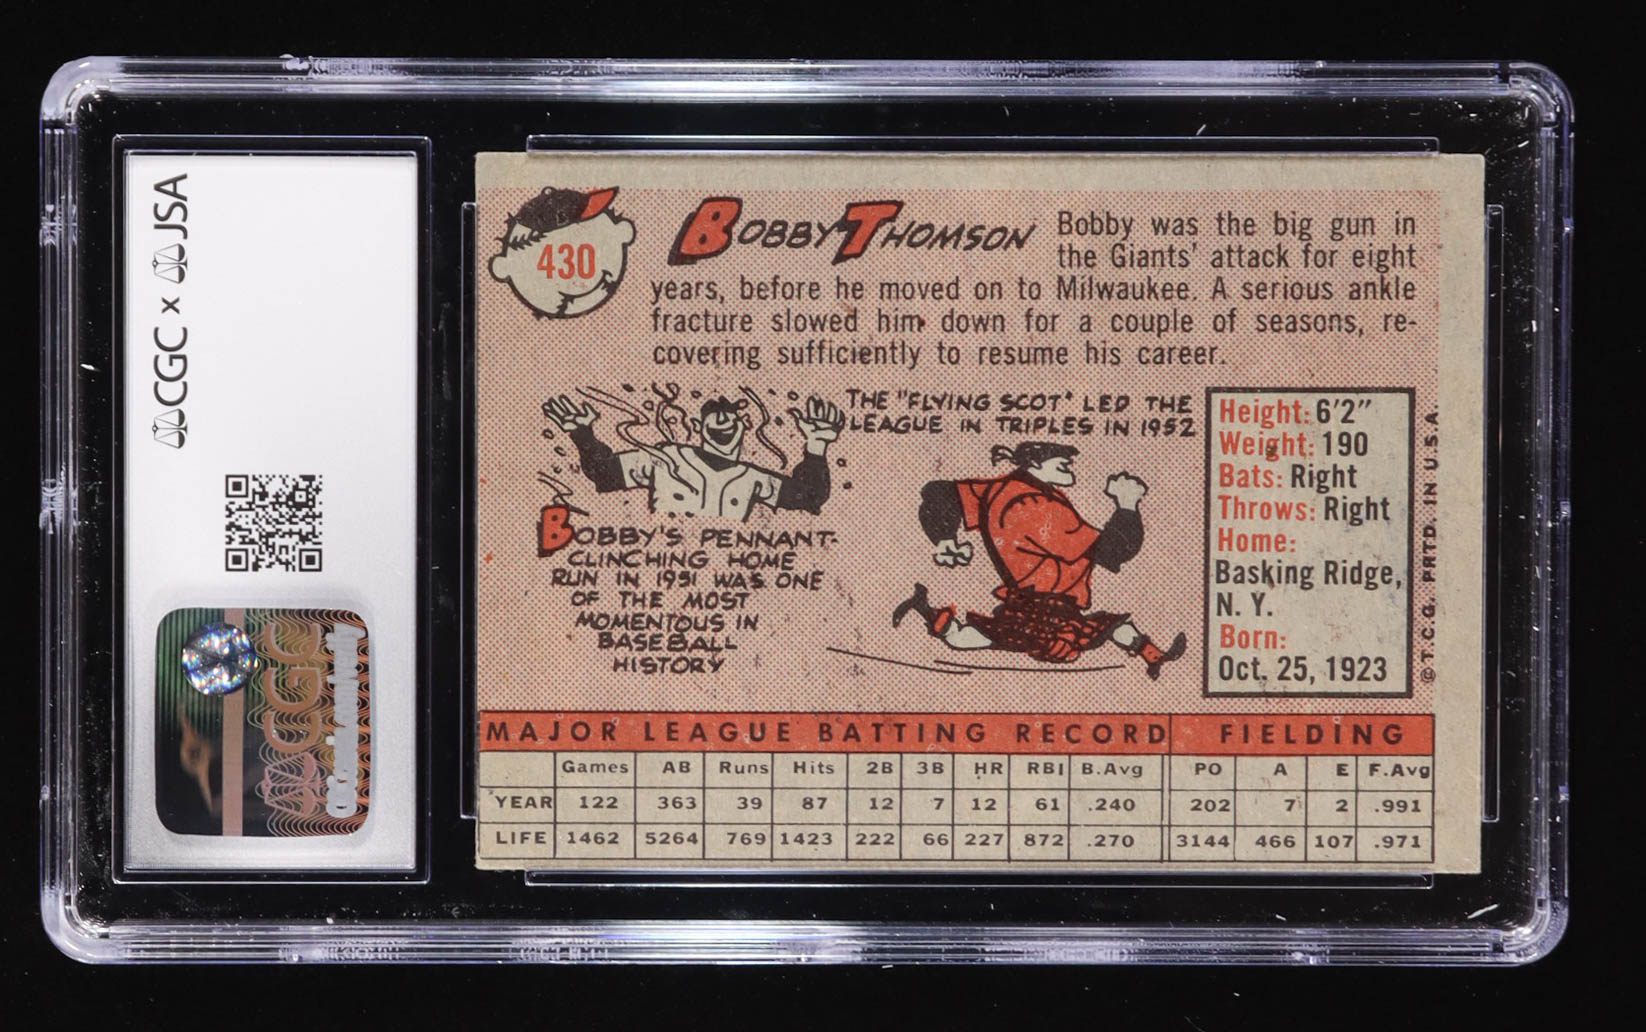 CGC x JSA
CGC
430
BOBBY THOMSON
Bobby was the big gun in
the Giants' attack for eight
years, before he moved on to Milwaukee. A serious ankle
fracture slowed him down for a couple of seasons, re-
covering sufficiently to resume his career.
THE "FLYING SCOT" LED THE
LEAGUE IN TRIPLES IN 1952
BOBBY'S PENNANT-
CLINCHING HOME
RUN IN 1951 WAS ONE
OF THE MOST
MOMENTOUS IN
BASEBALL
HISTORY
Height: 6'2"
Weight: 190
Bats: Right
Throws: Right
Home:
Basking Ridge,
N. Y.
Born:
Oct. 25, 1923
© T. C. G. PRTD. IN U. S. A.
MAJOR LEAGUE BATTING RECORD FIELDING
Games AB Runs Hits 2B 3B HR RBI B.Avg PO A E F.Avg
YEAR 122 363 39 87 12 7 12 61 .240 202 7 2 .991
LIFE 1462 5264 769 1423 222 66 227 872 .270 3144 466 107 .971